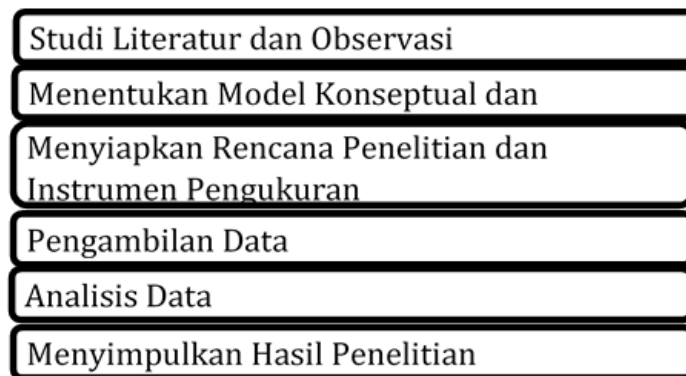 Studi Literatur dan Observasi
Menentukan Model Konseptual dan
Menyiapkan Rencana Penelitian dan
Instrumen Pengukuran
Pengambilan Data
Analisis Data
Menyimpulkan Hasil Penelitian